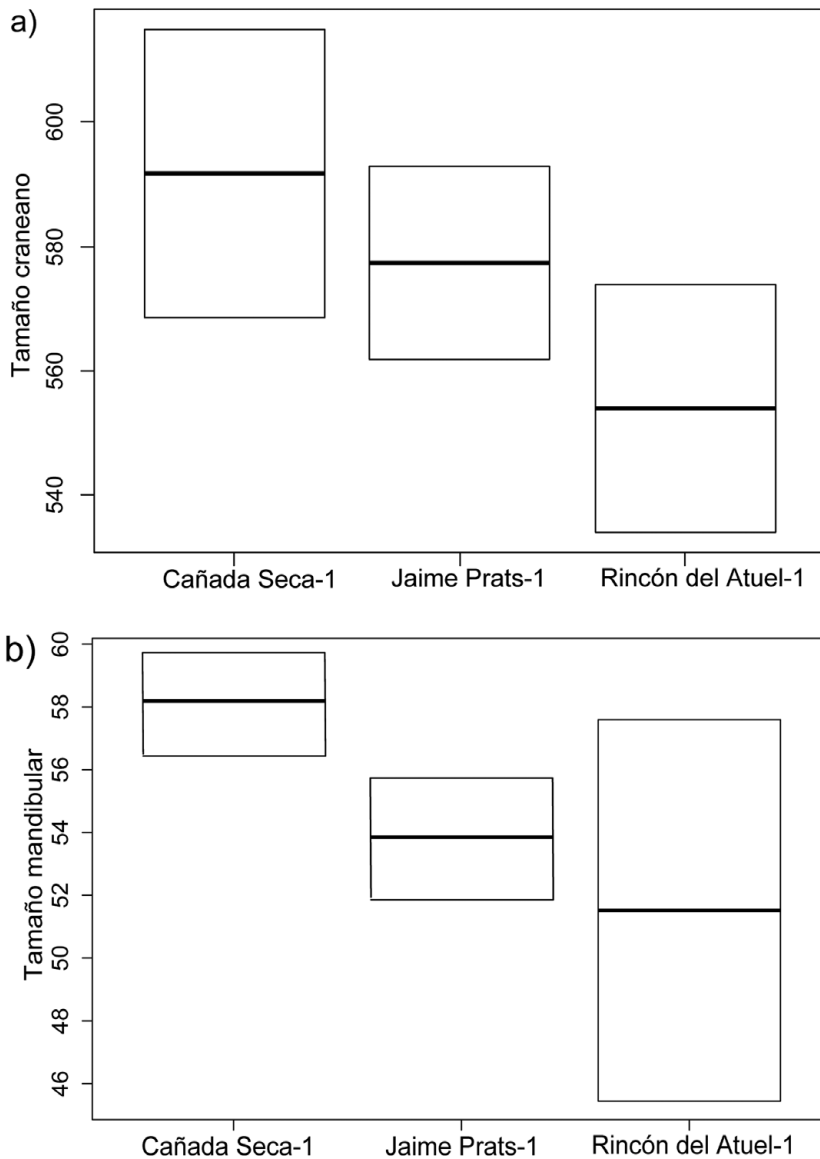 a)
Tamaño craneano
600
580
560
540
Cañada Seca-1 Jaime Prats-1 Rincón del Atuel-1
b)
Tamaño mandibular
60
58
56
54
52
50
48
46
Cañada Seca-1 Jaime Prats-1 Rincón del Atuel-1